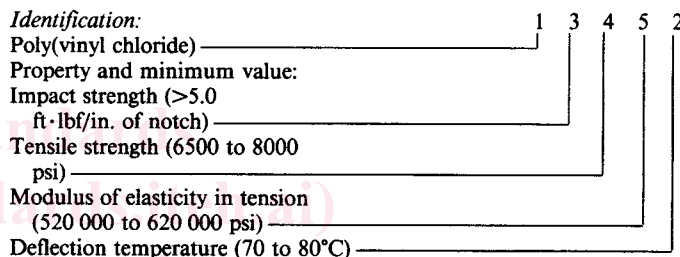 Identification: 1 3 4 5 2
Poly(vinyl chloride)
Property and minimum value:
Impact strength (>5.0
ft·lbf/in. of notch)
Tensile strength (6500 to 8000
psi)
Modulus of elasticity in tension
(520 000 to 620 000 psi)
Deflection temperature (70 to 80°C)